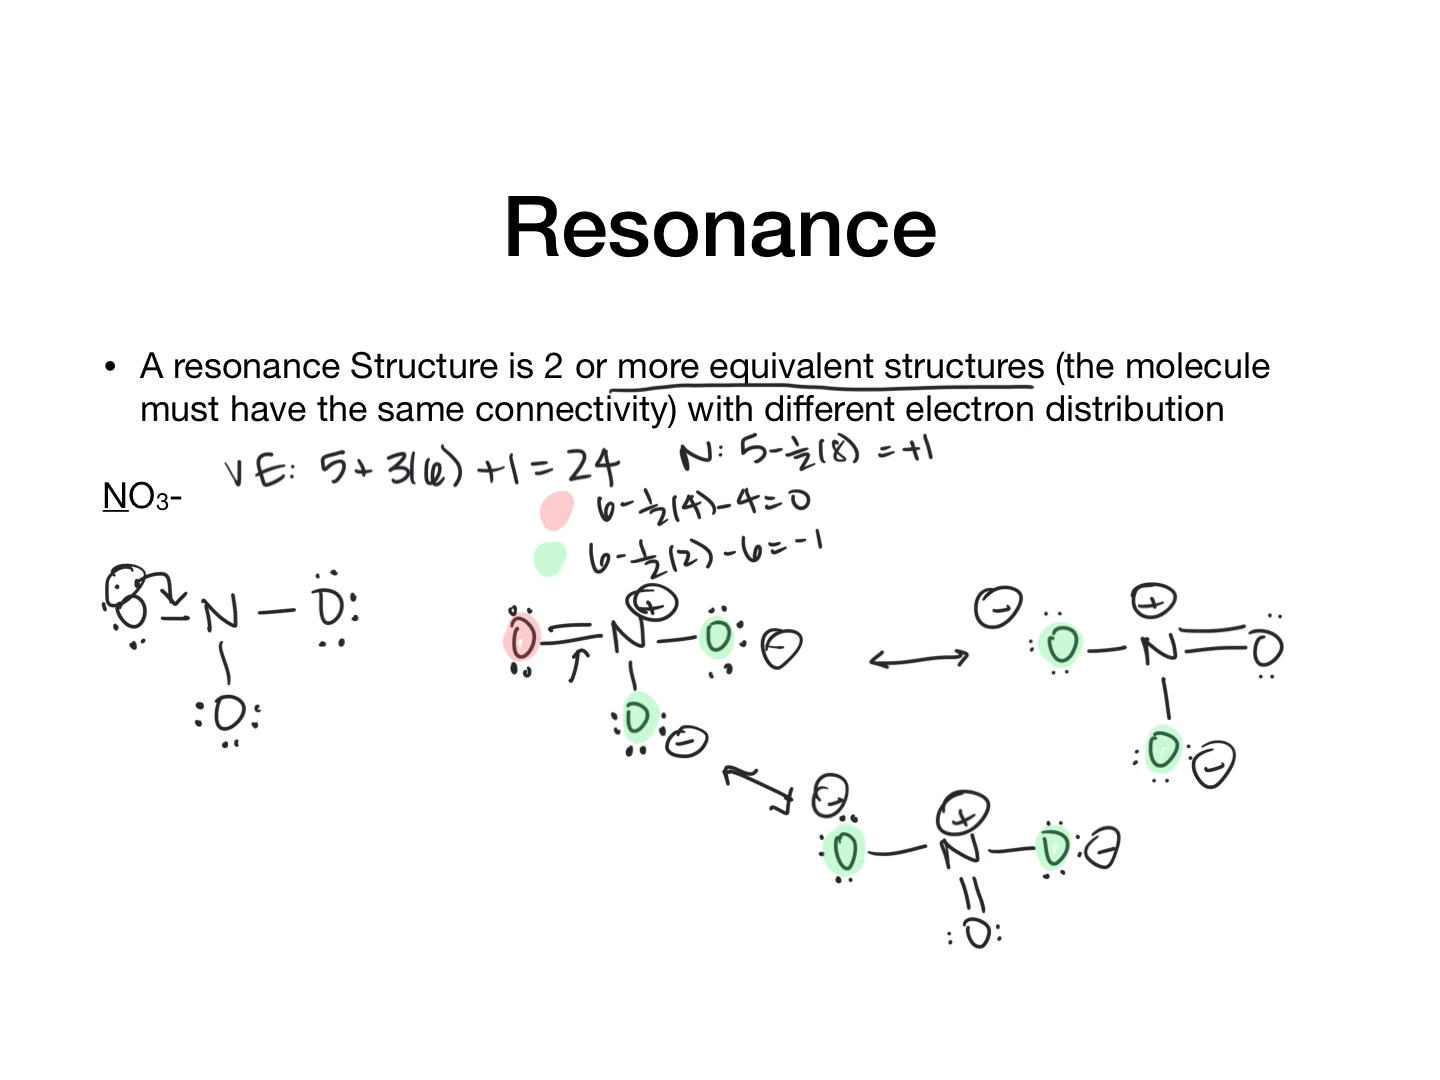 Resonance
• A resonance Structure is 2 or more equivalent structures (the molecule
must have the same connectivity) with different electron distribution
VE: 5+ 3(6) +1 = 24
N: 5-½(8) = +1
NO₃-
6-½(4)-4=0
6-½(2)-6=-1
:O – N – O:
:O:
O = N – O: ⊖
⊕
:O: ⊖
↔
⊖ ⊕
:O – N = O
:O: ⊖
↔
⊖ ⊕
:O – N – O: ⊖
:O: